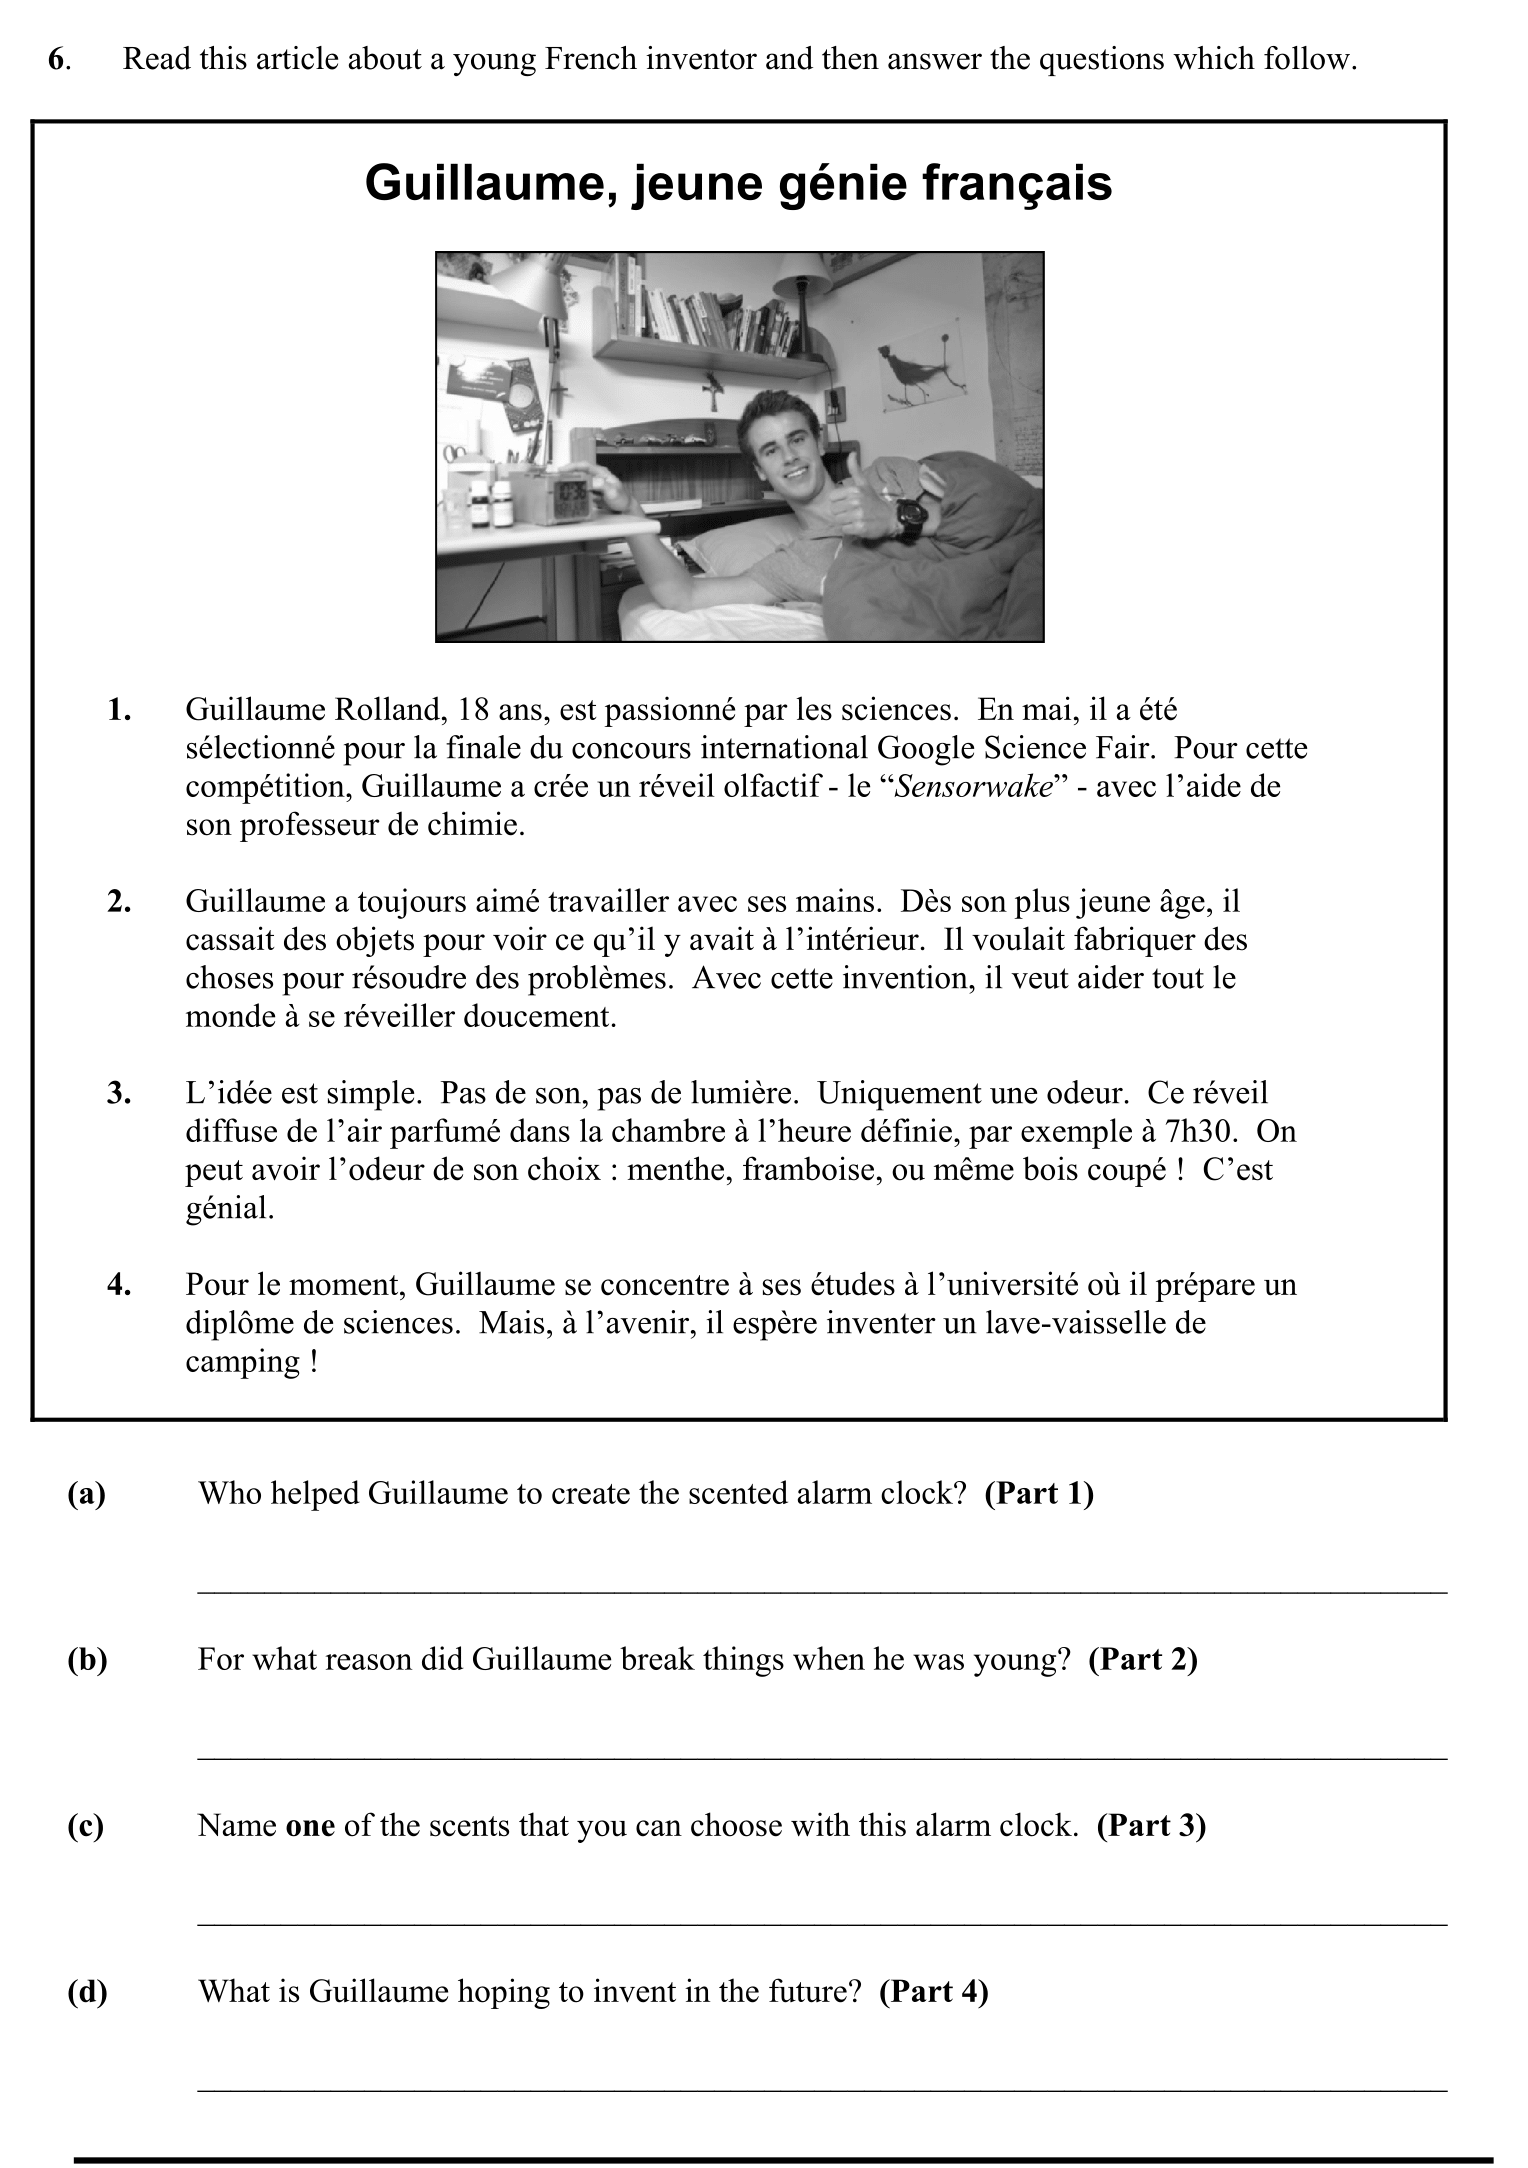 6. Read this article about a young French inventor and then answer the questions which follow.
Guillaume, jeune génie français
10:36
1. Guillaume Rolland, 18 ans, est passionné par les sciences. En mai, il a été
sélectionné pour la finale du concours international Google Science Fair. Pour cette
compétition, Guillaume a crée un réveil olfactif - le “Sensorwake” - avec l’aide de
son professeur de chimie.
2. Guillaume a toujours aimé travailler avec ses mains. Dès son plus jeune âge, il
cassait des objets pour voir ce qu’il y avait à l’intérieur. Il voulait fabriquer des
choses pour résoudre des problèmes. Avec cette invention, il veut aider tout le
monde à se réveiller doucement.
3. L’idée est simple. Pas de son, pas de lumière. Uniquement une odeur. Ce réveil
diffuse de l’air parfumé dans la chambre à l’heure définie, par exemple à 7h30. On
peut avoir l’odeur de son choix : menthe, framboise, ou même bois coupé ! C’est
génial.
4. Pour le moment, Guillaume se concentre à ses études à l’université où il prépare un
diplôme de sciences. Mais, à l’avenir, il espère inventer un lave-vaisselle de
camping !
(a) Who helped Guillaume to create the scented alarm clock? (Part 1)
(b) For what reason did Guillaume break things when he was young? (Part 2)
(c) Name one of the scents that you can choose with this alarm clock. (Part 3)
(d) What is Guillaume hoping to invent in the future? (Part 4)